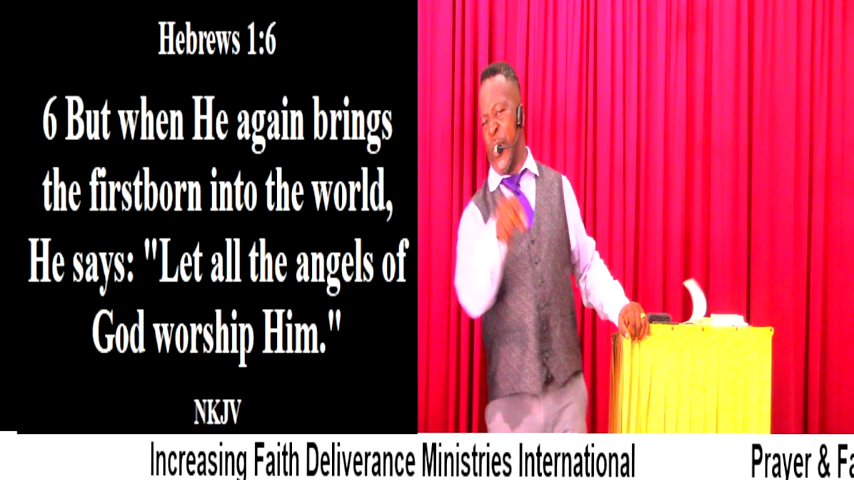 Hebrews 1:6
6 But when He again brings
the firstborn into the world,
He says: "Let all the angels of
God worship Him."
NKJV
Increasing Faith Deliverance Ministries International
Prayer &